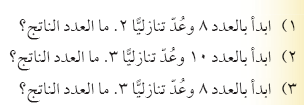 ١) ابدأ بالعدد ٨ وعُدّ تنازليًّا ٢. ما العدد الناتج؟
٢) ابدأ بالعدد ١٠ وعُدّ تنازليًّا ٣. ما العدد الناتج؟
٣) ابدأ بالعدد ٨ وعُدّ تنازليًّا ٣. ما العدد الناتج؟